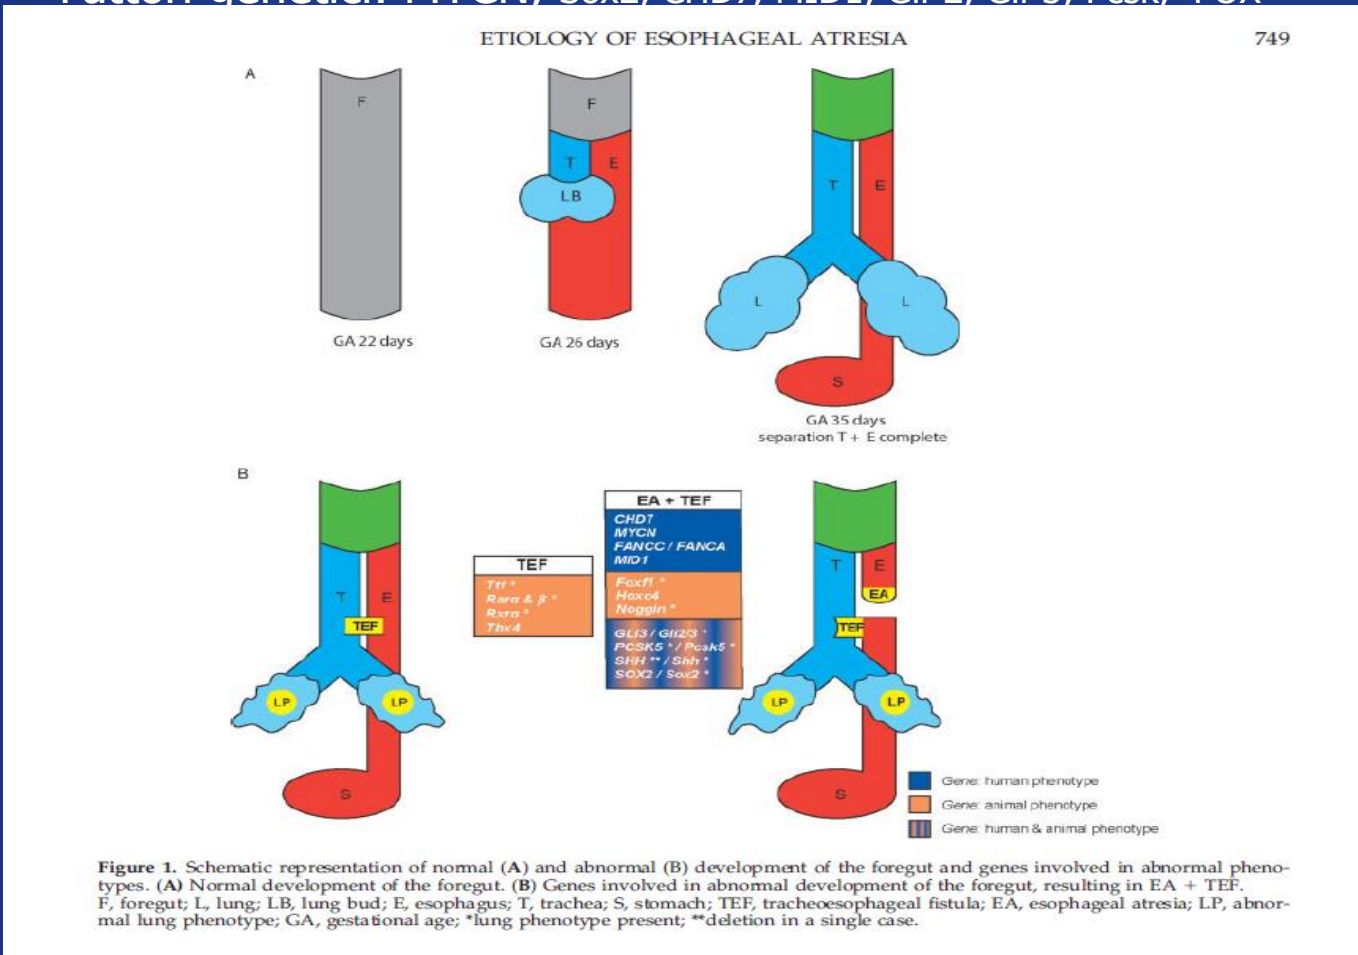 ETIOLOGY OF ESOPHAGEAL ATRESIA 749
A
F
F
T E
LB
T E
L L
S
GA 22 days
GA 26 days
GA 35 days
separation T + E complete
B
T E
TEF
LP LP
S
TEF
Ttf *
Rarα & β *
Rxrα *
Tbx4
EA + TEF
CHD7
MYCN
FANCC / FANCA
MID1
Foxf1 *
Hoxc4
Noggin *
GLI3 / Gli2/3 *
PCSK5 * / Pcsk5 *
SHH ** / Shh *
SOX2 / Sox2 *
T E
EA
TEF
LP LP
S
Gene: human phenotype
Gene: animal phenotype
Gene: human & animal phenotype
Figure 1. Schematic representation of normal (A) and abnormal (B) development of the foregut and genes involved in abnormal pheno-
types. (A) Normal development of the foregut. (B) Genes involved in abnormal development of the foregut, resulting in EA + TEF.
F, foregut; L, lung; LB, lung bud; E, esophagus; T, trachea; S, stomach; TEF, tracheoesophageal fistula; EA, esophageal atresia; LP, abnor-
mal lung phenotype; GA, gestational age; *lung phenotype present; **deletion in a single case.